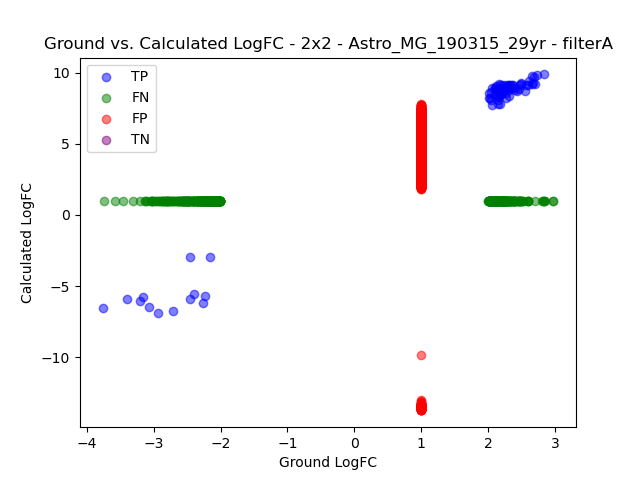 Ground vs. Calculated LogFC - 2x2 - Astro_MG_190315_29yr - filterA
TP
FN
FP
TN
10
5
0
−5
−10
Calculated LogFC
−4 −3 −2 −1 0 1 2 3
Ground LogFC